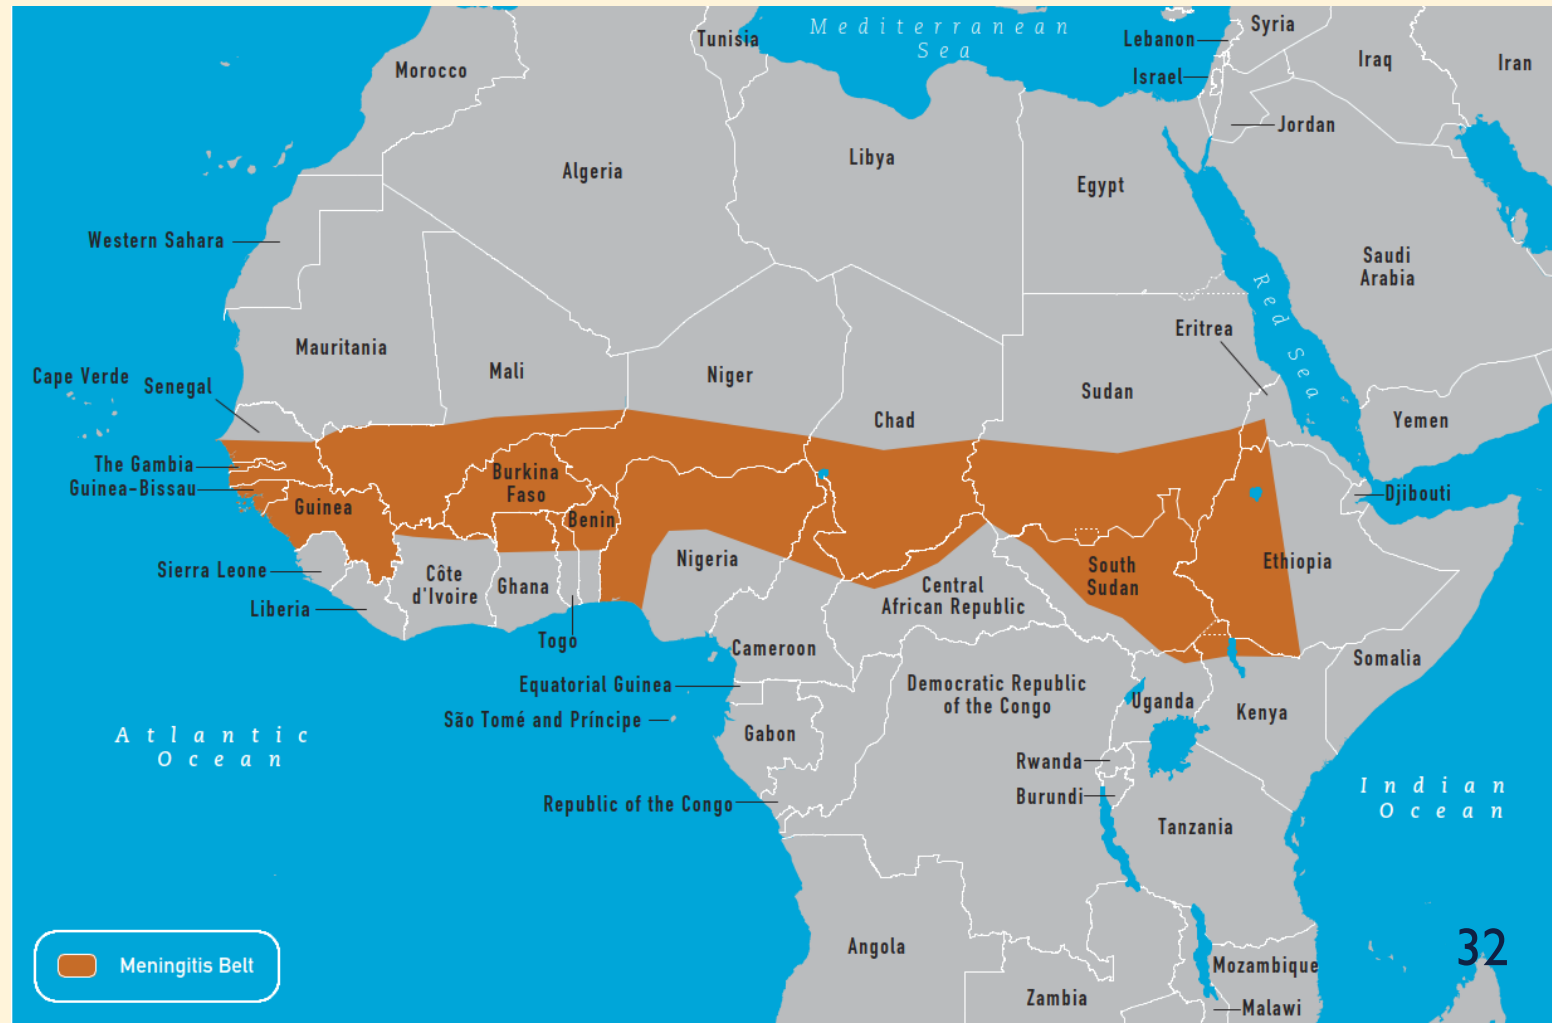 Mediterranean
Sea
Tunisia
Lebanon
Syria
Morocco
Israel
Iraq
Iran
Jordan
Algeria
Libya
Egypt
Western Sahara
Saudi
Arabia
Red Sea
Eritrea
Mauritania
Mali
Niger
Sudan
Cape Verde
Senegal
Chad
Yemen
The Gambia
Guinea-Bissau
Burkina
Faso
Guinea
Benin
Djibouti
Sierra Leone
Côte
d'Ivoire
Ghana
Nigeria
Central
African Republic
South
Sudan
Ethiopia
Liberia
Togo
Cameroon
Somalia
Equatorial Guinea
Democratic Republic
of the Congo
Uganda
Kenya
São Tomé and Príncipe
Gabon
Atlantic
Ocean
Rwanda
Burundi
Republic of the Congo
Indian
Ocean
Tanzania
Angola
32
Meningitis Belt
Mozambique
Zambia
Malawi